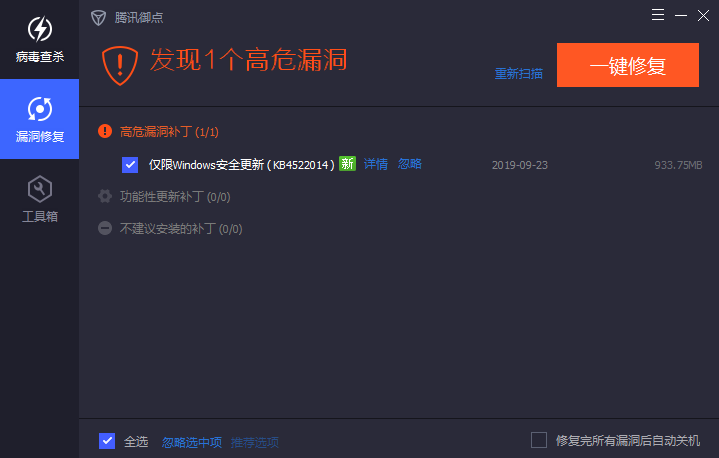 腾讯御点
病毒查杀
漏洞修复
工具箱
发现1个高危漏洞
重新扫描
一键修复
高危漏洞补丁 (1/1)
仅限Windows安全更新 ( KB4522014 ) 新 详情 忽略 2019-09-23 933.75MB
功能性更新补丁 (0/0)
不建议安装的补丁 (0/0)
全选 忽略选中项 推荐选项 修复完所有漏洞后自动关机